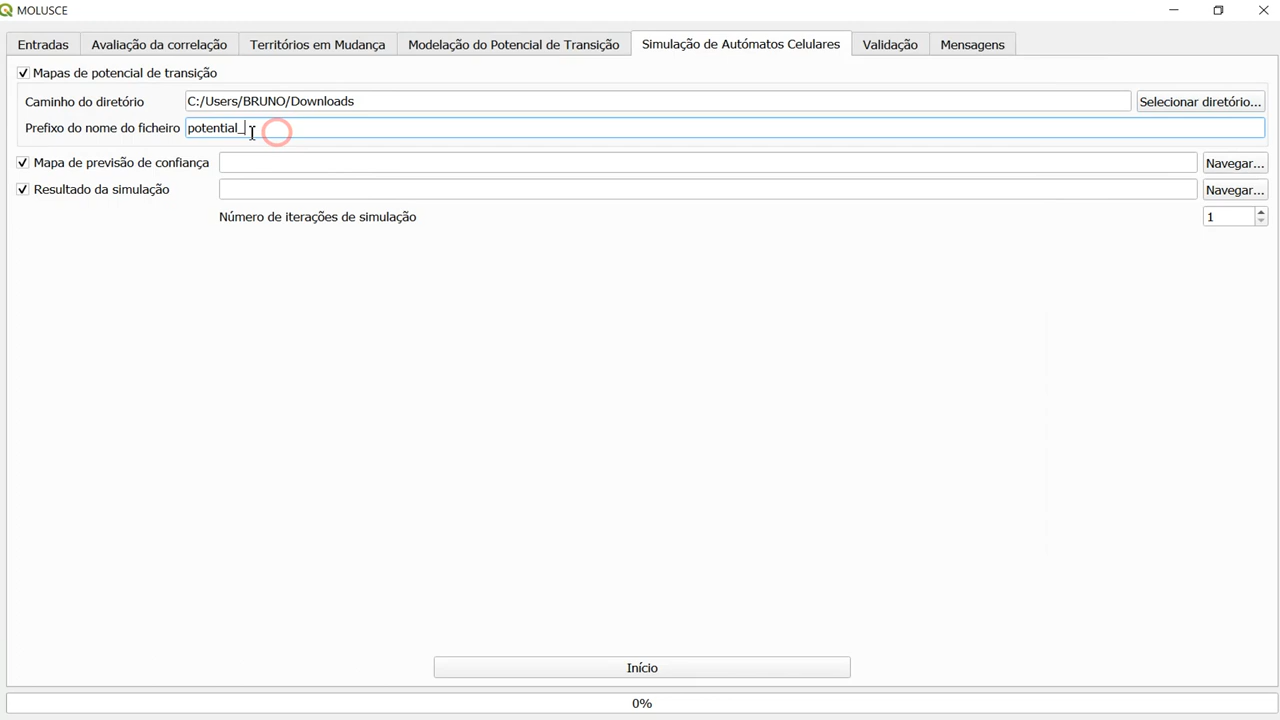 MOLUSCE
Entradas Avaliação da correlação Territórios em Mudança Modelação do Potencial de Transição Simulação de Autómatos Celulares Validação Mensagens
Mapas de potencial de transição
Caminho do diretório C:/Users/BRUNO/Downloads Selecionar diretório...
Prefixo do nome do ficheiro potential_
Mapa de previsão de confiança Navegar...
Resultado da simulação Navegar...
Número de iterações de simulação 1
Início
0%